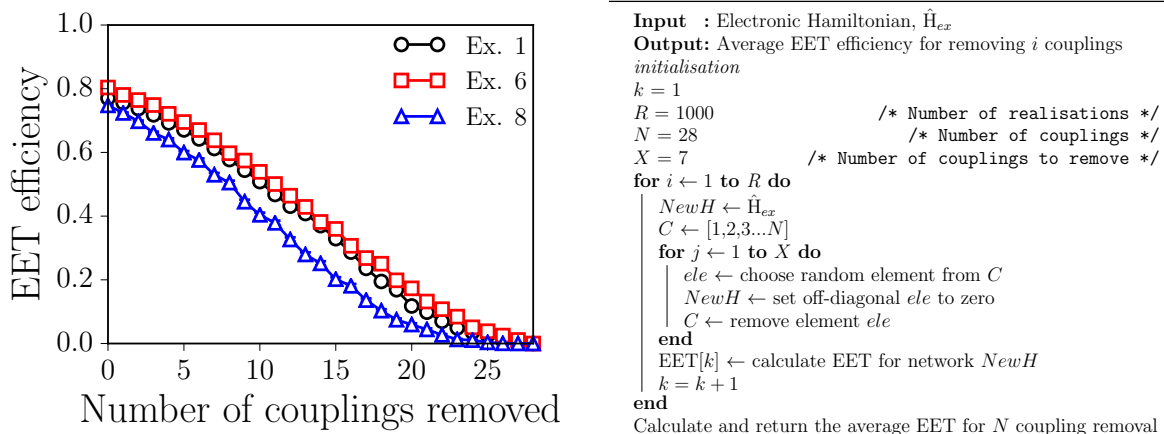 1.0
0.8
0.6
0.4
0.2
0.0
EET efficiency
Ex. 1
Ex. 6
Ex. 8
0 5 10 15 20 25
Number of couplings removed
Input : Electronic Hamiltonian, Ĥ_ex
Output: Average EET efficiency for removing i couplings
initialisation
k = 1
R = 1000 /* Number of realisations */
N = 28 /* Number of couplings */
X = 7 /* Number of couplings to remove */
for i ← 1 to R do
NewH ← Ĥ_ex
C ← [1,2,3...N]
for j ← 1 to X do
ele ← choose random element from C
NewH ← set off-diagonal ele to zero
C ← remove element ele
end
EET[k] ← calculate EET for network NewH
k = k + 1
end
Calculate and return the average EET for N coupling removal